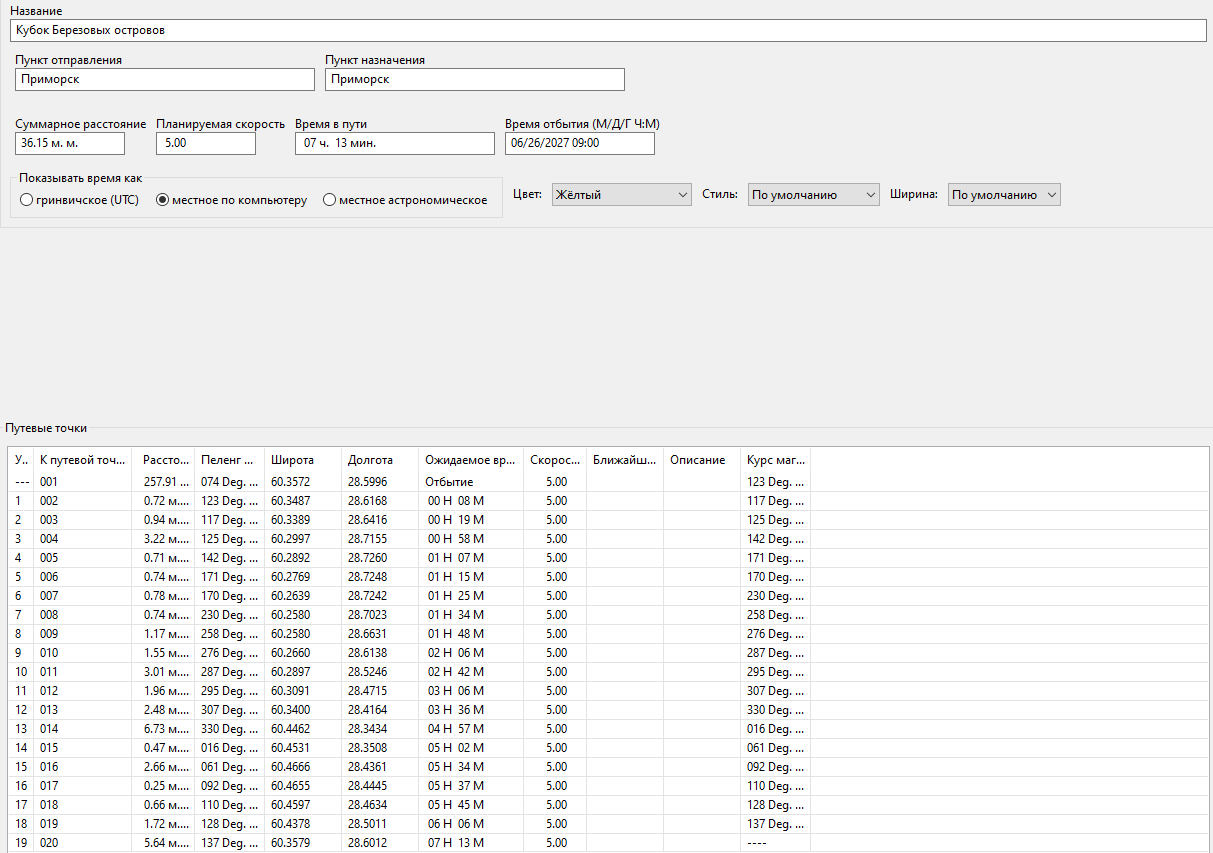 Название
Кубок Березовых островов
Пункт отправления Пункт назначения
Приморск Приморск
Суммарное расстояние Планируемая скорость Время в пути Время отбытия (М/Д/Г Ч:М)
36.15 м. м. 5.00 07 ч. 13 мин. 06/26/2027 09:00
Показывать время как
гринвичское (UTC) местное по компьютеру местное астрономическое Цвет: Жёлтый Стиль: По умолчанию Ширина: По умолчанию
Путевые точки
У.. К путевой точ... Рассто... Пеленг ... Широта Долгота Ожидаемое вр... Скорос... Ближайш... Описание Курс маг...
--- 001 257.91 ... 074 Deg. ... 60.3572 28.5996 Отбытие 5.00 123 Deg. ...
1 002 0.72 м.... 123 Deg. ... 60.3487 28.6168 00 H 08 M 5.00 117 Deg. ...
2 003 0.94 м.... 117 Deg. ... 60.3389 28.6416 00 H 19 M 5.00 125 Deg. ...
3 004 3.22 м.... 125 Deg. ... 60.2997 28.7155 00 H 58 M 5.00 142 Deg. ...
4 005 0.71 м.... 142 Deg. ... 60.2892 28.7260 01 H 07 M 5.00 171 Deg. ...
5 006 0.74 м.... 171 Deg. ... 60.2769 28.7248 01 H 15 M 5.00 170 Deg. ...
6 007 0.78 м.... 170 Deg. ... 60.2639 28.7242 01 H 25 M 5.00 230 Deg. ...
7 008 0.74 м.... 230 Deg. ... 60.2580 28.7023 01 H 34 M 5.00 258 Deg. ...
8 009 1.17 м.... 258 Deg. ... 60.2580 28.6631 01 H 48 M 5.00 276 Deg. ...
9 010 1.55 м.... 276 Deg. ... 60.2660 28.6138 02 H 06 M 5.00 287 Deg. ...
10 011 3.01 м.... 287 Deg. ... 60.2897 28.5246 02 H 42 M 5.00 295 Deg. ...
11 012 1.96 м.... 295 Deg. ... 60.3091 28.4715 03 H 06 M 5.00 307 Deg. ...
12 013 2.48 м.... 307 Deg. ... 60.3400 28.4164 03 H 36 M 5.00 330 Deg. ...
13 014 6.73 м.... 330 Deg. ... 60.4462 28.3434 04 H 57 M 5.00 016 Deg. ...
14 015 0.47 м.... 016 Deg. ... 60.4531 28.3508 05 H 02 M 5.00 061 Deg. ...
15 016 2.66 м.... 061 Deg. ... 60.4666 28.4361 05 H 34 M 5.00 092 Deg. ...
16 017 0.25 м.... 092 Deg. ... 60.4655 28.4445 05 H 37 M 5.00 110 Deg. ...
17 018 0.66 м.... 110 Deg. ... 60.4597 28.4634 05 H 45 M 5.00 128 Deg. ...
18 019 1.72 м.... 128 Deg. ... 60.4378 28.5011 06 H 06 M 5.00 137 Deg. ...
19 020 5.64 м.... 137 Deg. ... 60.3579 28.6012 07 H 13 M 5.00 ----